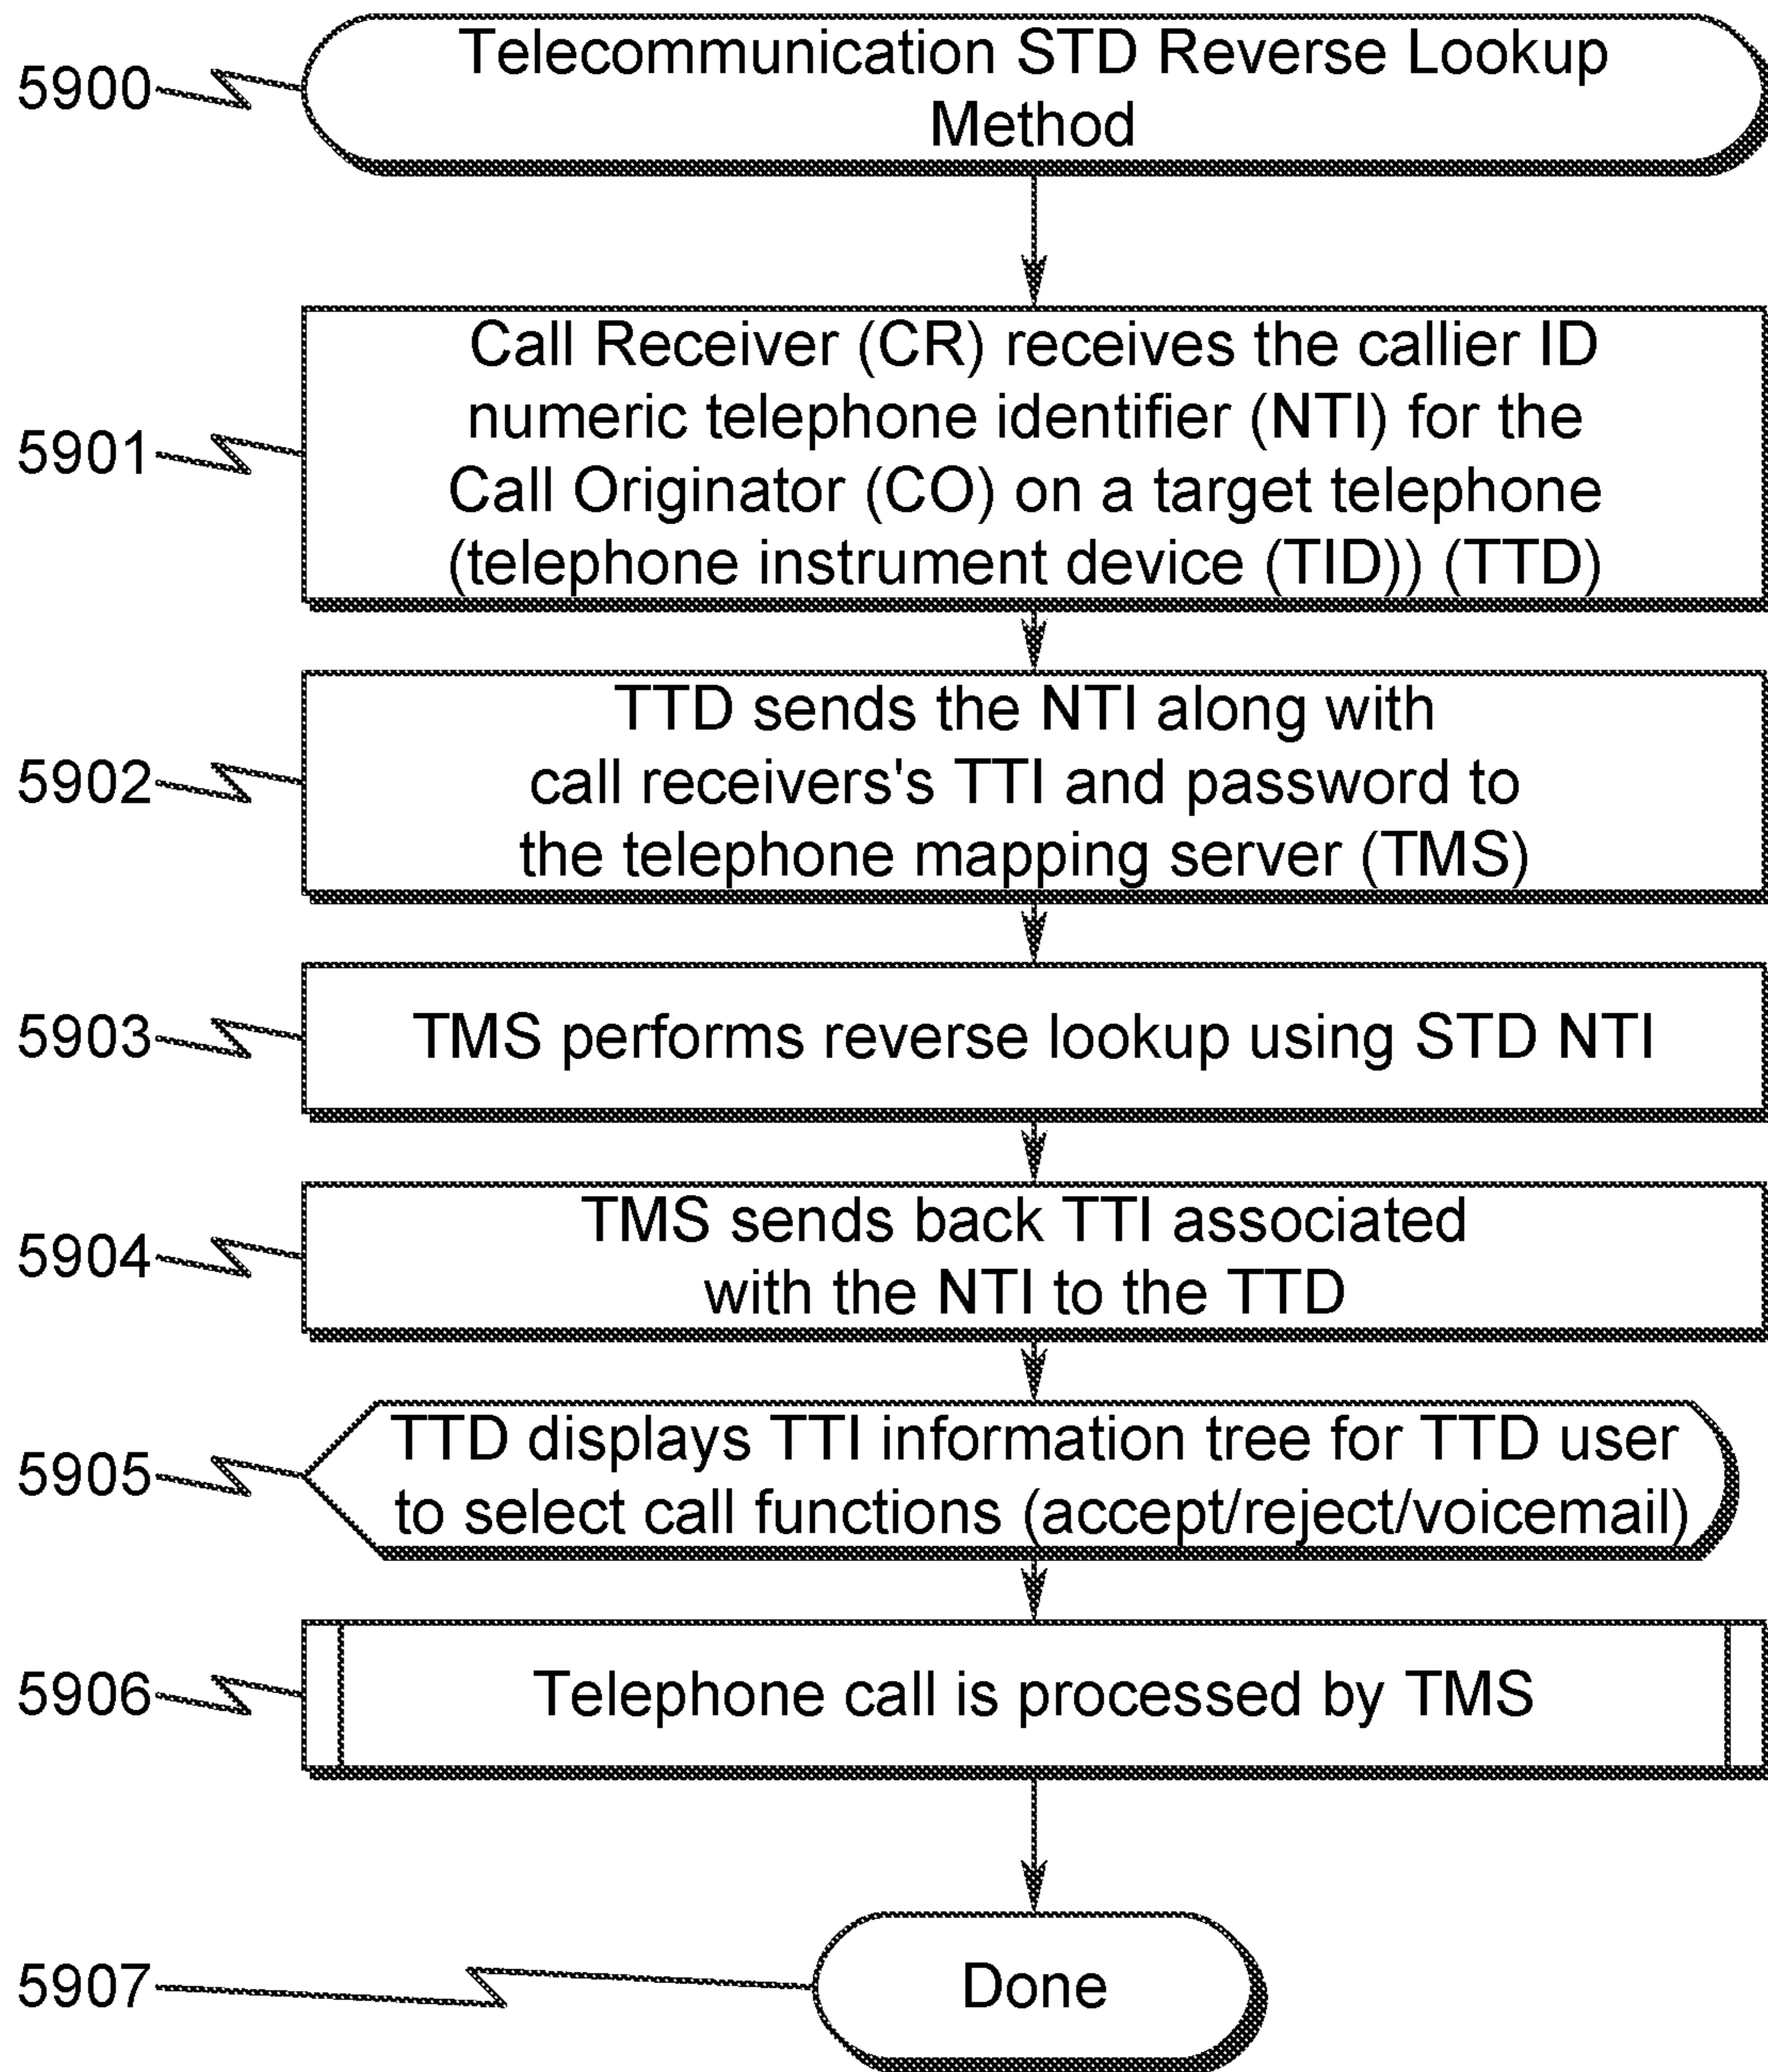 5900
Telecommunication STD Reverse Lookup
Method
5901
Call Receiver (CR) receives the callier ID
numeric telephone identifier (NTI) for the
Call Originator (CO) on a target telephone
(telephone instrument device (TID)) (TTD)
5902
TTD sends the NTI along with
call receivers's TTI and password to
the telephone mapping server (TMS)
5903
TMS performs reverse lookup using STD NTI
5904
TMS sends back TTI associated
with the NTI to the TTD
5905
TTD displays TTI information tree for TTD user
to select call functions (accept/reject/voicemail)
5906
Telephone call is processed by TMS
5907
Done